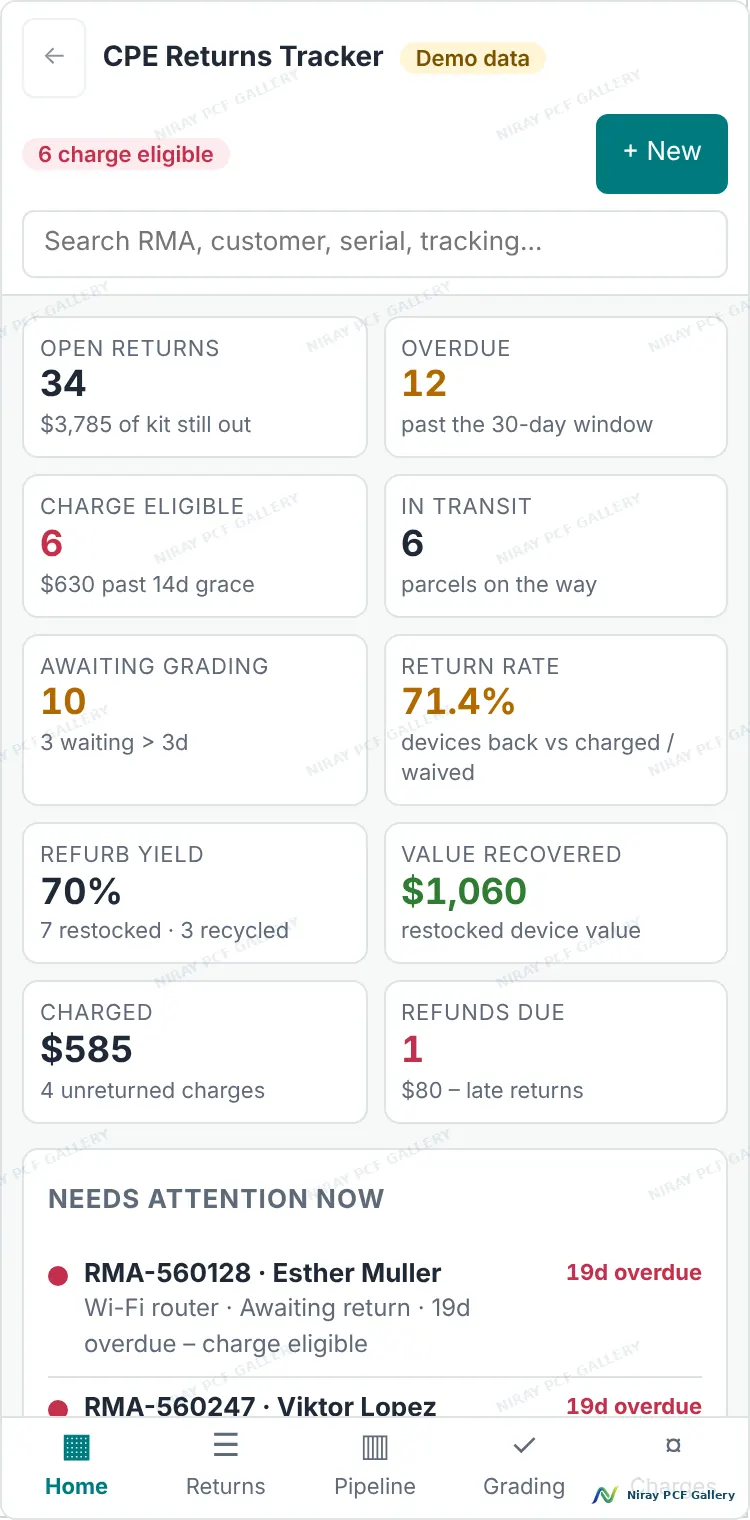 ← CPE Returns Tracker Demo data
6 charge eligible
+ New
Search RMA, customer, serial, tracking...
OPEN RETURNS
34
$3,785 of kit still out
OVERDUE
12
past the 30-day window
CHARGE ELIGIBLE
6
$630 past 14d grace
IN TRANSIT
6
parcels on the way
AWAITING GRADING
10
3 waiting > 3d
RETURN RATE
71.4%
devices back vs charged /
waived
REFURB YIELD
70%
7 restocked · 3 recycled
VALUE RECOVERED
$1,060
restocked device value
CHARGED
$585
4 unreturned charges
REFUNDS DUE
1
$80 – late returns
NEEDS ATTENTION NOW
RMA-560128 · Esther Muller 19d overdue
Wi-Fi router · Awaiting return · 19d
overdue – charge eligible
RMA-560247 · Viktor Lopez 19d overdue
Home
Returns
Pipeline
Grading
Charges
Niray PCF Gallery
NIRAY PCF GALLERY